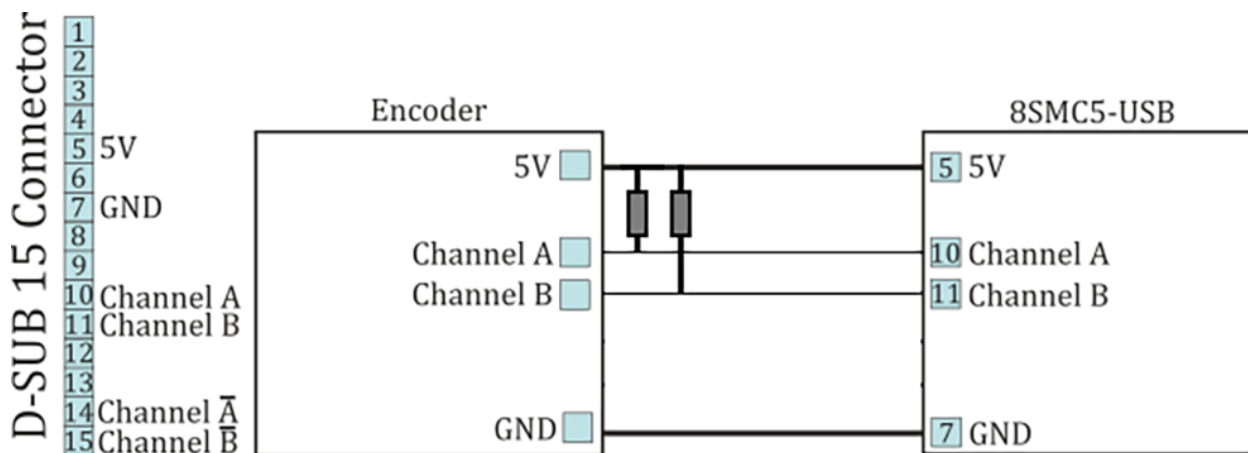 D-SUB 15 Connector
1
2
3
4
5 5V
6
7 GND
8
9
10 Channel A
11 Channel B
12
13
14 Channel A̅
15 Channel B̅
Encoder
5V
Channel A
Channel B
GND
8SMC5-USB
5 5V
10 Channel A
11 Channel B
7 GND